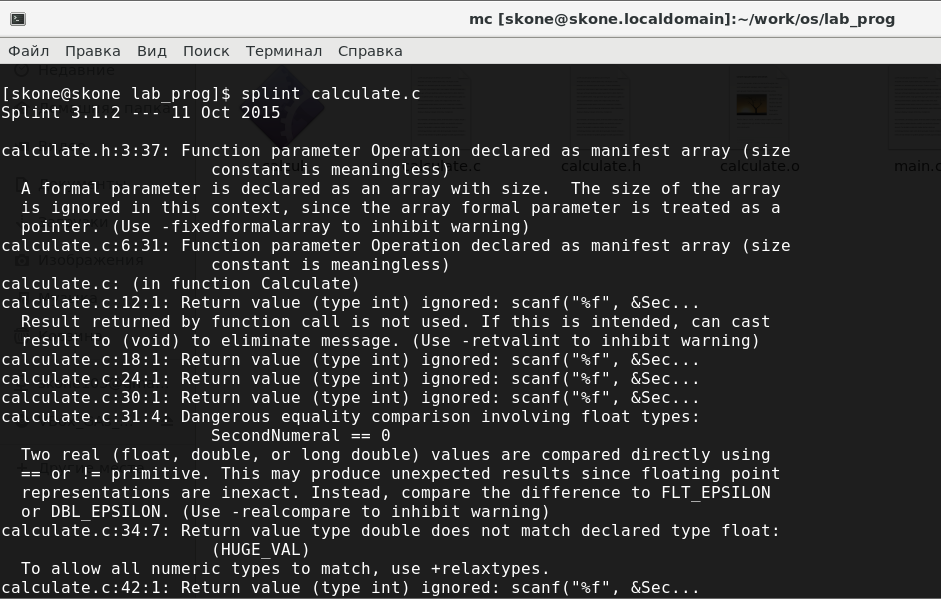 mc [skone@skone.localdomain]:~/work/os/lab_prog
Файл Правка Вид Поиск Терминал Справка
Недавние
[skone@skone lab_prog]$ splint calculate.c
Splint 3.1.2 --- 11 Oct 2015
calculate.h:3:37: Function parameter Operation declared as manifest array (size
constant is meaningless)
calculate.h calculate.o
A formal parameter is declared as an array with size.  The size of the array
is ignored in this context, since the array formal parameter is treated as a
pointer. (Use -fixedformalarray to inhibit warning)
calculate.c:6:31: Function parameter Operation declared as manifest array (size
constant is meaningless)
Изображения
calculate.c: (in function Calculate)
calculate.c:12:1: Return value (type int) ignored: scanf("%f", &Sec...
Result returned by function call is not used. If this is intended, can cast
result to (void) to eliminate message. (Use -retvalint to inhibit warning)
calculate.c:18:1: Return value (type int) ignored: scanf("%f", &Sec...
calculate.c:24:1: Return value (type int) ignored: scanf("%f", &Sec...
calculate.c:30:1: Return value (type int) ignored: scanf("%f", &Sec...
calculate.c:31:4: Dangerous equality comparison involving float types:
SecondNumeral == 0
Two real (float, double, or long double) values are compared directly using
== or != primitive. This may produce unexpected results since floating point
representations are inexact. Instead, compare the difference to FLT_EPSILON
or DBL_EPSILON. (Use -realcompare to inhibit warning)
calculate.c:34:7: Return value type double does not match declared type float:
(HUGE_VAL)
To allow all numeric types to match, use +relaxtypes.
calculate.c:42:1: Return value (type int) ignored: scanf("%f", &Sec...